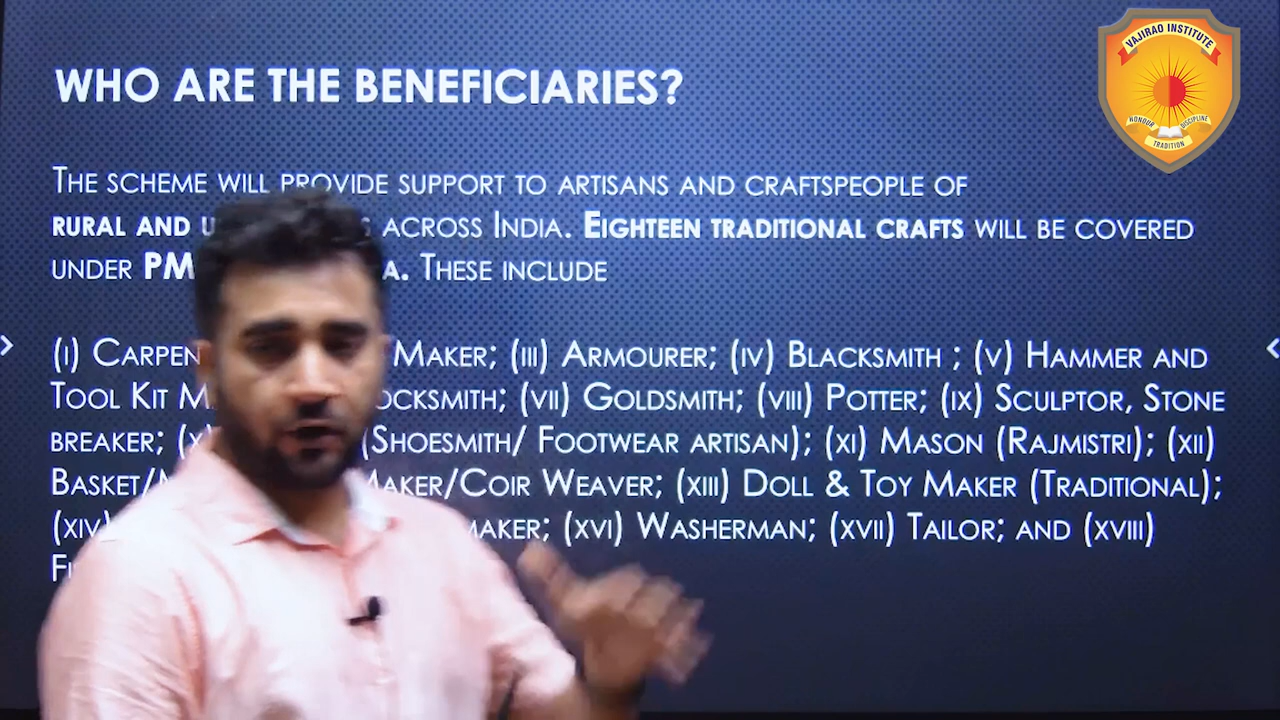 VAJIRAO INSTITUTE
HONOUR DISCIPLINE
TRADITION
WHO ARE THE BENEFICIARIES?
THE SCHEME WILL PROVIDE SUPPORT TO ARTISANS AND CRAFTSPEOPLE OF
RURAL AND ACROSS INDIA. EIGHTEEN TRADITIONAL CRAFTS WILL BE COVERED
UNDER PM THESE INCLUDE
(I) MAKER; (III) ARMOURER; (IV) BLACKSMITH ; (V) HAMMER AND
TOOL KIT (VII) GOLDSMITH; (VIII) POTTER; (IX) SCULPTOR, STONE
BREAKER; (SHOESMITH/ FOOTWEAR ARTISAN); (XI) MASON (RAJMISTRI); (XII)
BASKET/ MAKER/COIR WEAVER; (XIII) DOLL & TOY MAKER (TRADITIONAL);
(XIV) MAKER; (XVI) WASHERMAN; (XVII) TAILOR; AND (XVIII)